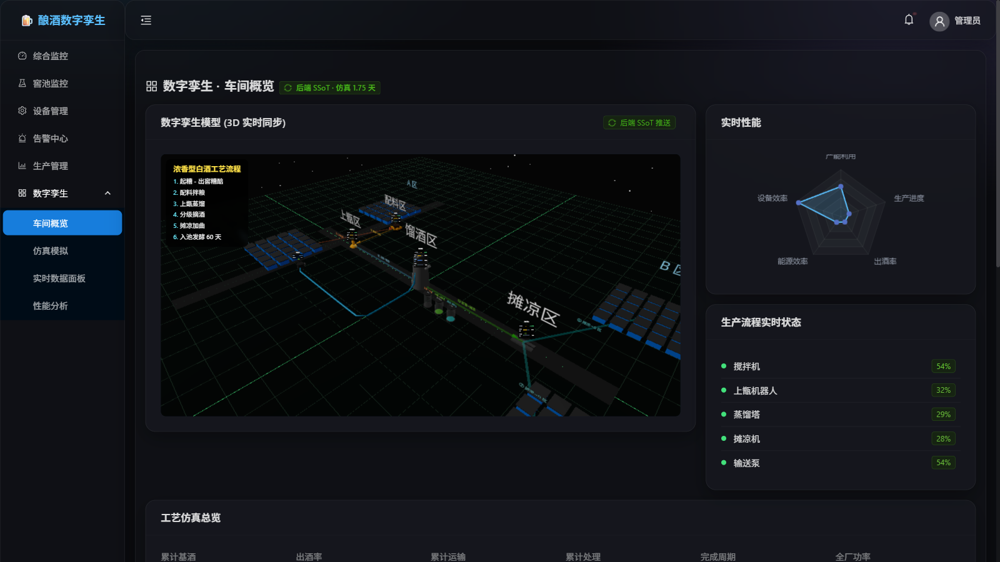 酿酒数字孪生
管理员
综合监控
窖池监控
设备管理
告警中心
生产管理
数字孪生
车间概览
仿真模拟
实时数据面板
性能分析
数字孪生 · 车间概览
后端 SSoT · 仿真 1.75 天
数字孪生模型 (3D 实时同步)
后端 SSoT 推送
浓香型白酒工艺流程
1. 起糟 - 出窖糟醅
2. 配料拌粮
3. 上甑蒸馏
4. 分级摘酒
5. 摊凉加曲
6. 入池发酵 60 天
A 区
配料区
上甑区
馏酒区
B 区
摊凉区
实时性能
产能利用
设备效率
生产进度
能源效率
出酒率
生产流程实时状态
搅拌机
54%
上甑机器人
32%
蒸馏塔
29%
摊凉机
28%
输送泵
54%
工艺仿真总览
累计基酒
出酒率
累计运输
累计处理
完成周期
全厂功率